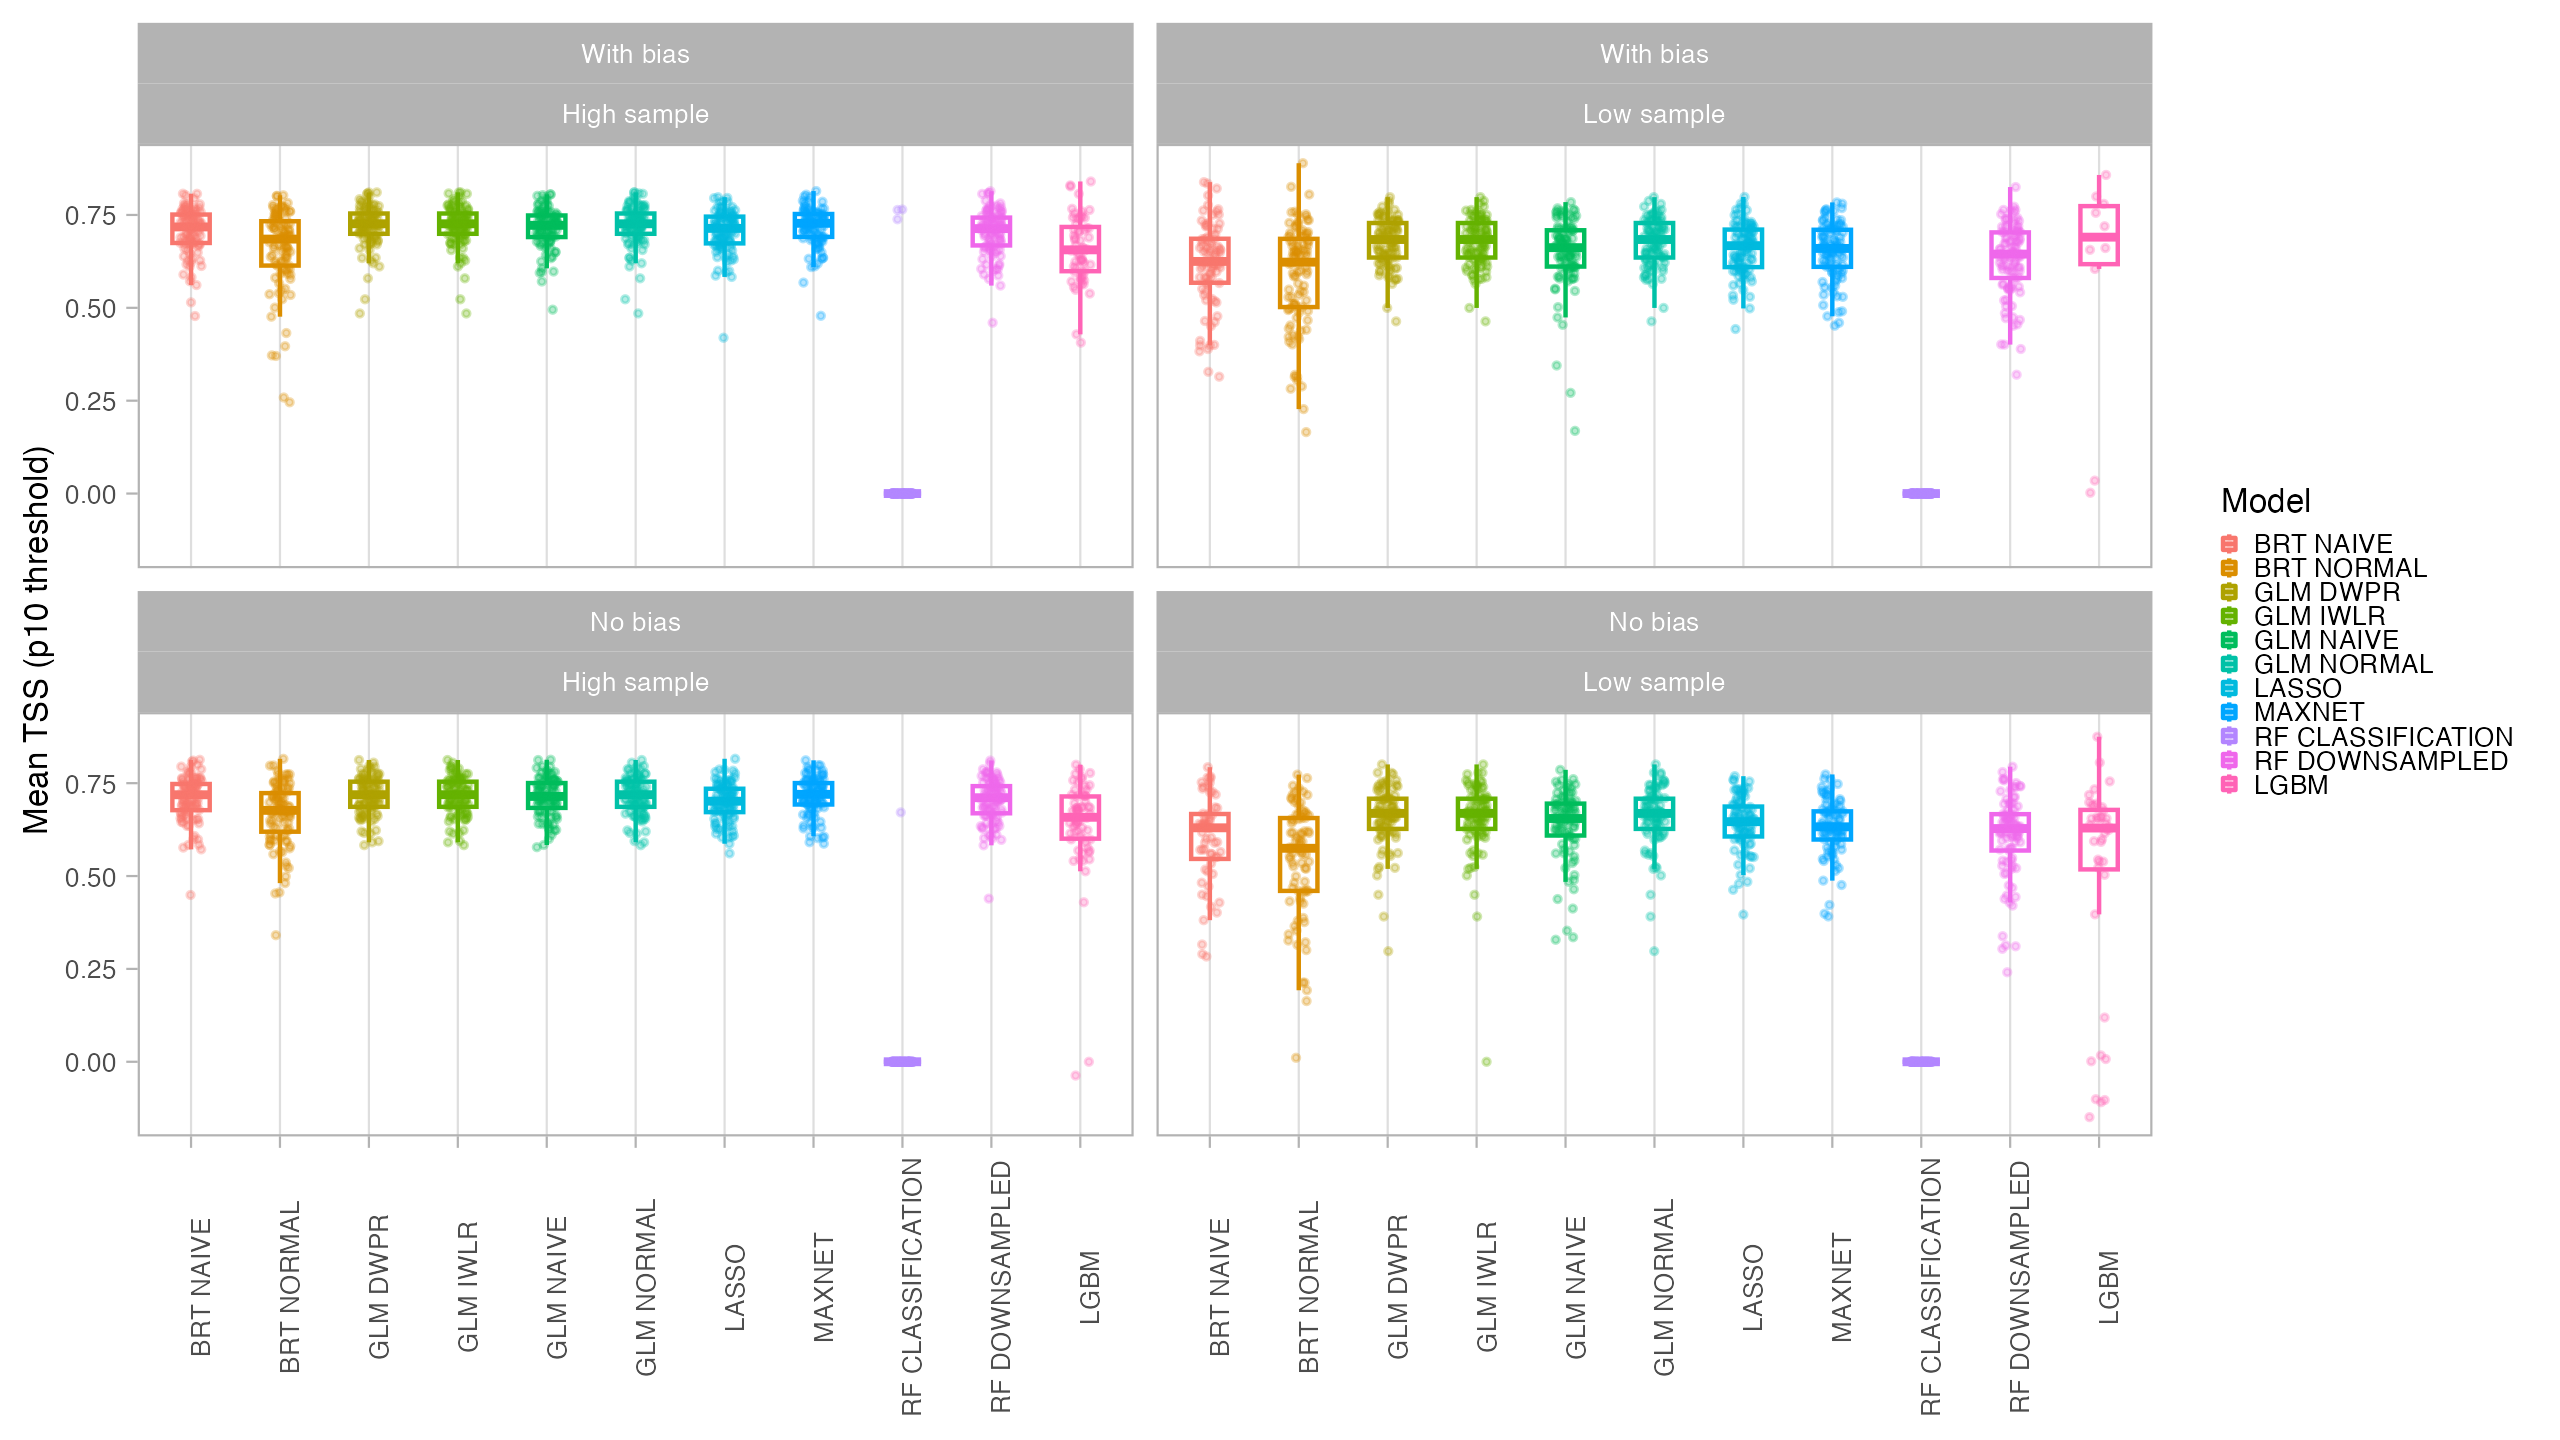 With bias
High sample
With bias
Low sample
0.75
0.50
0.25
0.00
No bias
High sample
No bias
Low sample
0.75
0.50
0.25
0.00
Mean TSS (p10 threshold)
BRT NAIVE
BRT NORMAL
GLM DWPR
GLM IWLR
GLM NAIVE
GLM NORMAL
LASSO
MAXNET
RF CLASSIFICATION
RF DOWNSAMPLED
LGBM
BRT NAIVE
BRT NORMAL
GLM DWPR
GLM IWLR
GLM NAIVE
GLM NORMAL
LASSO
MAXNET
RF CLASSIFICATION
RF DOWNSAMPLED
LGBM
Model
BRT NAIVE
BRT NORMAL
GLM DWPR
GLM IWLR
GLM NAIVE
GLM NORMAL
LASSO
MAXNET
RF CLASSIFICATION
RF DOWNSAMPLED
LGBM